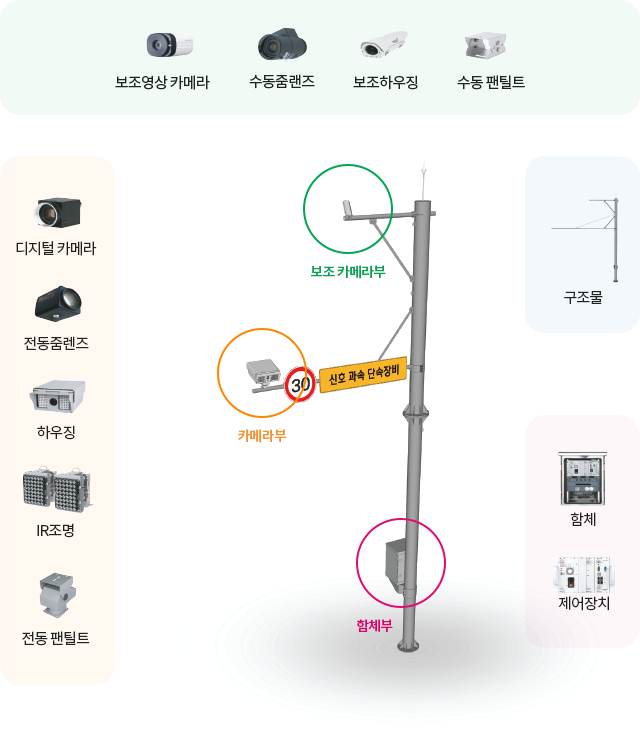 보조영상 카메라
수동줌랜즈
보조하우징
수동 팬틸트
디지털 카메라
전동줌렌즈
하우징
IR조명
전동 팬틸트
보조 카메라부
30
신호 과속 단속장비
카메라부
함체부
구조물
함체
제어장치